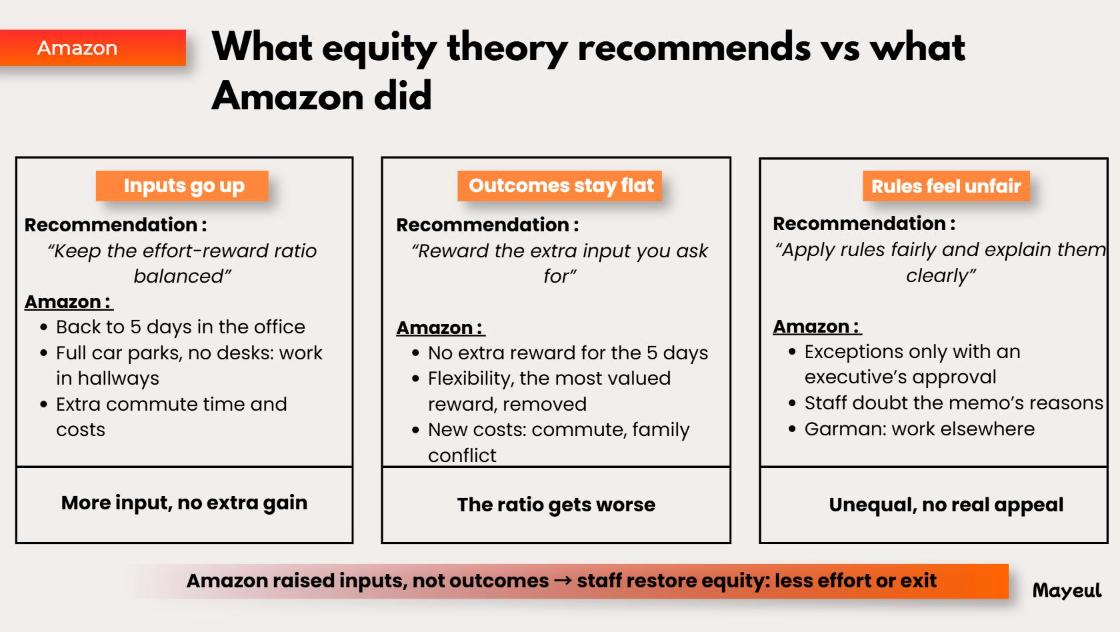 Amazon
What equity theory recommends vs what
Amazon did
Inputs go up
Recommendation :
“Keep the effort-reward ratio
balanced”
Amazon :
• Back to 5 days in the office
• Full car parks, no desks: work
in hallways
• Extra commute time and
costs
More input, no extra gain
Outcomes stay flat
Recommendation :
“Reward the extra input you ask
for”
Amazon :
• No extra reward for the 5 days
• Flexibility, the most valued
reward, removed
• New costs: commute, family
conflict
The ratio gets worse
Rules feel unfair
Recommendation :
“Apply rules fairly and explain them
clearly”
Amazon :
• Exceptions only with an
executive’s approval
• Staff doubt the memo’s reasons
• Garman: work elsewhere
Unequal, no real appeal
Amazon raised inputs, not outcomes → staff restore equity: less effort or exit
Mayeul